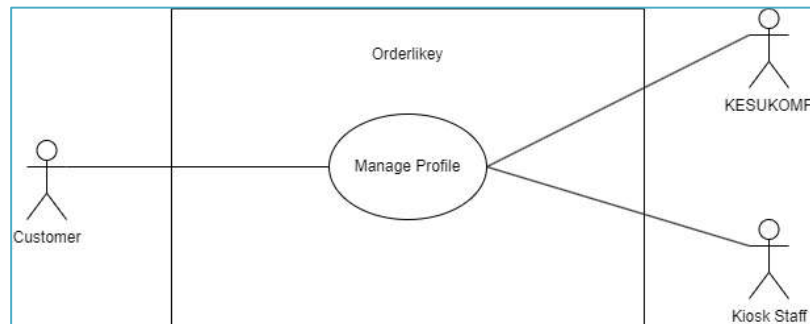 Orderlikey
KESUKOMP
Manage Profile
Customer
Kiosk Staff